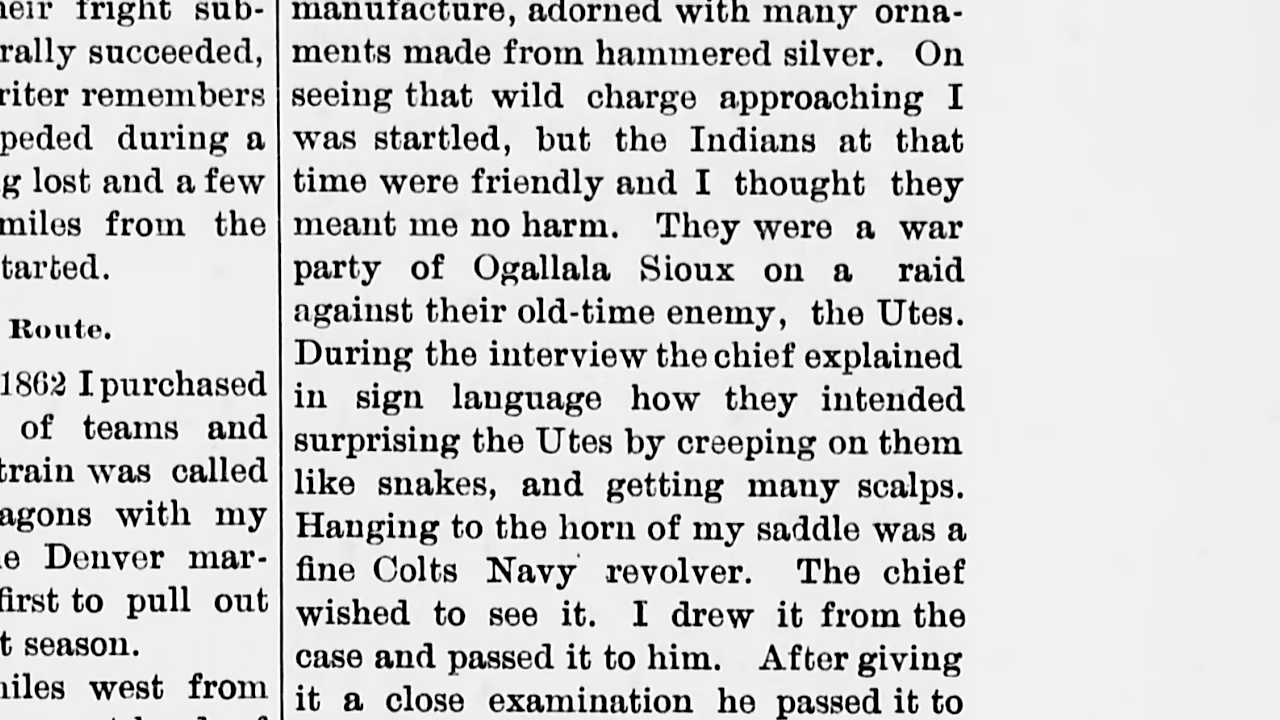 their fright sub-
rally succeeded,
riter remembers
peded during a
g lost and a few
miles from the
tarted.
Route.
1862 I purchased
of teams and
train was called
agons with my
e Denver mar-
first to pull out
t season.
miles west from
manufacture, adorned with many orna-
ments made from hammered silver. On
seeing that wild charge approaching I
was startled, but the Indians at that
time were friendly and I thought they
meant me no harm. They were a war
party of Ogallala Sioux on a raid
against their old-time enemy, the Utes.
During the interview the chief explained
in sign language how they intended
surprising the Utes by creeping on them
like snakes, and getting many scalps.
Hanging to the horn of my saddle was a
fine Colts Navy revolver. The chief
wished to see it. I drew it from the
case and passed it to him. After giving
it a close examination he passed it to